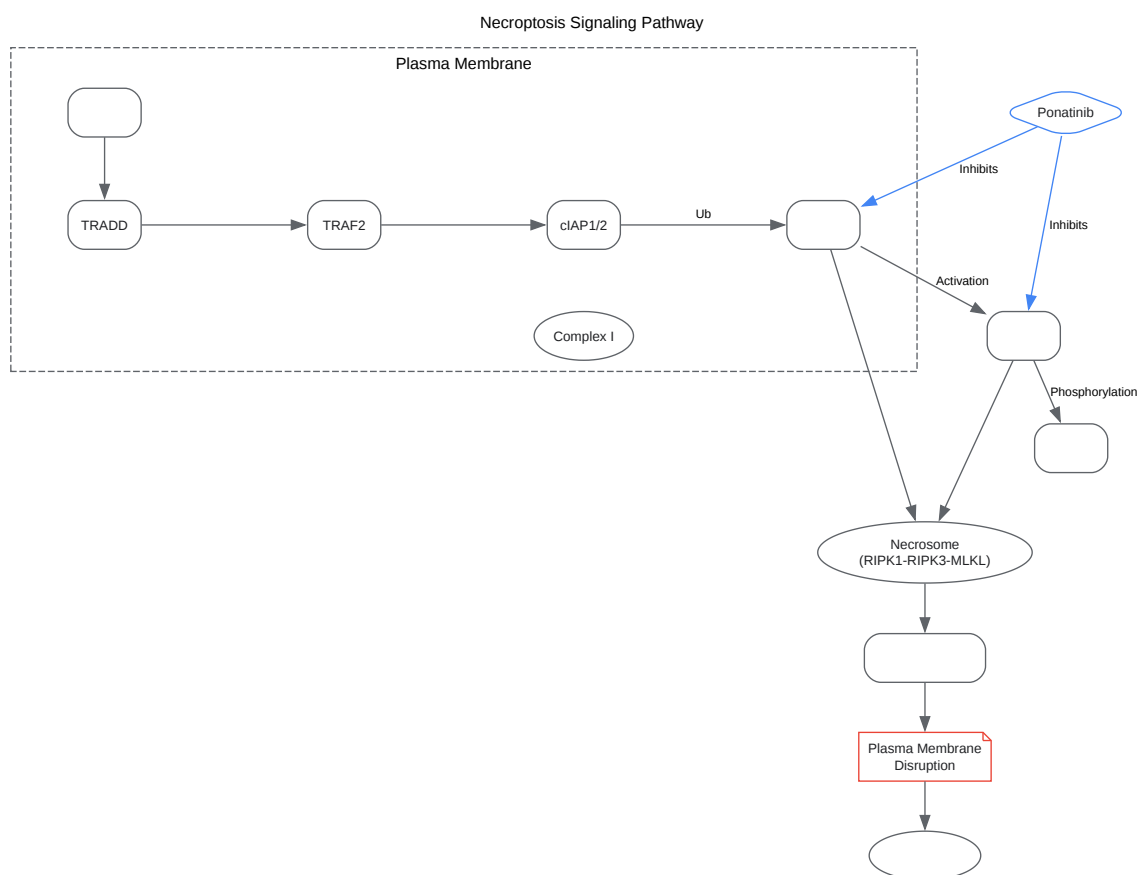 Necroptosis Signaling Pathway
Plasma Membrane
Ponatinib
Inhibits
TRADD
TRAF2
cIAP1/2
Ub
Inhibits
Activation
Complex I
Phosphorylation
Necrosome
(RIPK1-RIPK3-MLKL)
Plasma Membrane
Disruption